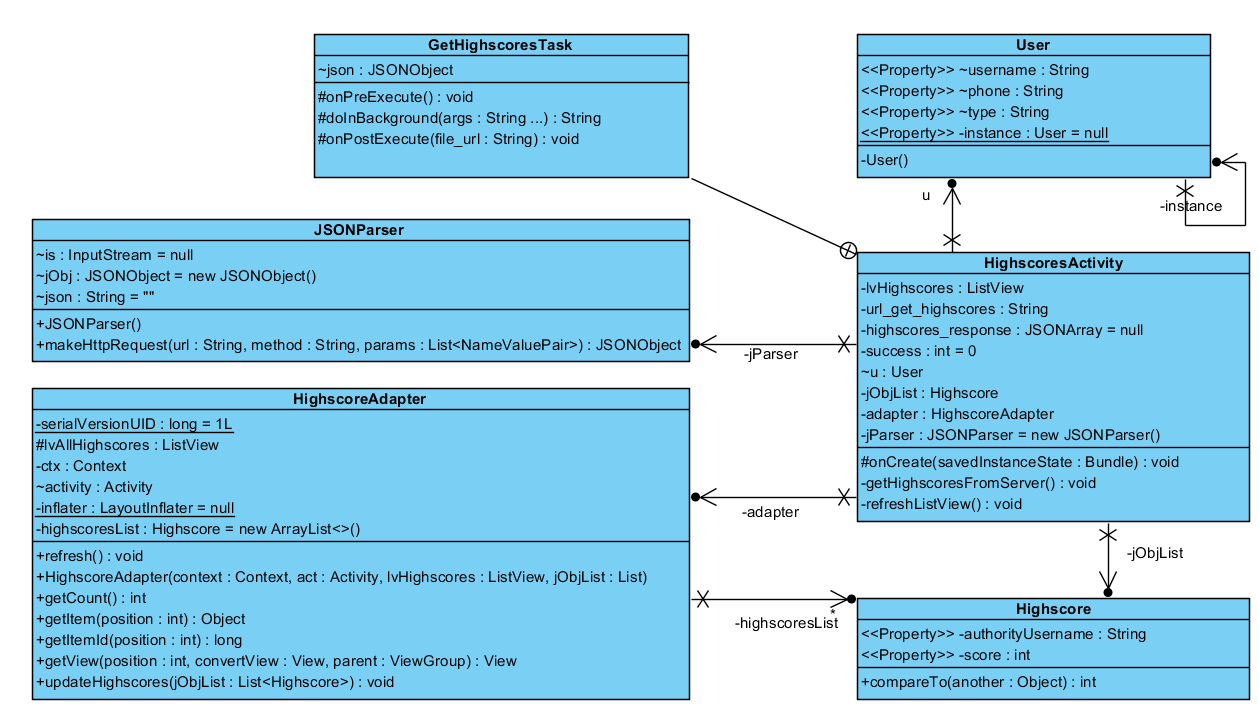 GetHighscoresTask
~json : JSONObject
#onPreExecute() : void
#doInBackground(args : String ...) : String
#onPostExecute(file_url : String) : void
User
<<Property>> ~username : String
<<Property>> ~phone : String
<<Property>> ~type : String
<<Property>> -instance : User = null
-User()
u
-instance
JSONParser
~is : InputStream = null
~jObj : JSONObject = new JSONObject()
~json : String = ""
+JSONParser()
+makeHttpRequest(url : String, method : String, params : List<NameValuePair>) : JSONObject
-jParser
HighscoresActivity
-lvHighscores : ListView
-url_get_highscores : String
-highscores_response : JSONArray = null
-success : int = 0
~u : User
-jObjList : Highscore
-adapter : HighscoreAdapter
-jParser : JSONParser = new JSONParser()
#onCreate(savedInstanceState : Bundle) : void
-getHighscoresFromServer() : void
-refreshListView() : void
HighscoreAdapter
-serialVersionUID : long = 1L
#lvAllHighscores : ListView
-ctx : Context
~activity : Activity
-inflater : LayoutInflater = null
-highscoresList : Highscore = new ArrayList<>()
+refresh() : void
+HighscoreAdapter(context : Context, act : Activity, lvHighscores : ListView, jObjList : List)
+getCount() : int
+getItem(position : int) : Object
+getItemId(position : int) : long
+getView(position : int, convertView : View, parent : ViewGroup) : View
+updateHighscores(jObjList : List<Highscore>) : void
-adapter
-jObjList
*
-highscoresList
Highscore
<<Property>> -authorityUsername : String
<<Property>> -score : int
+compareTo(another : Object) : int